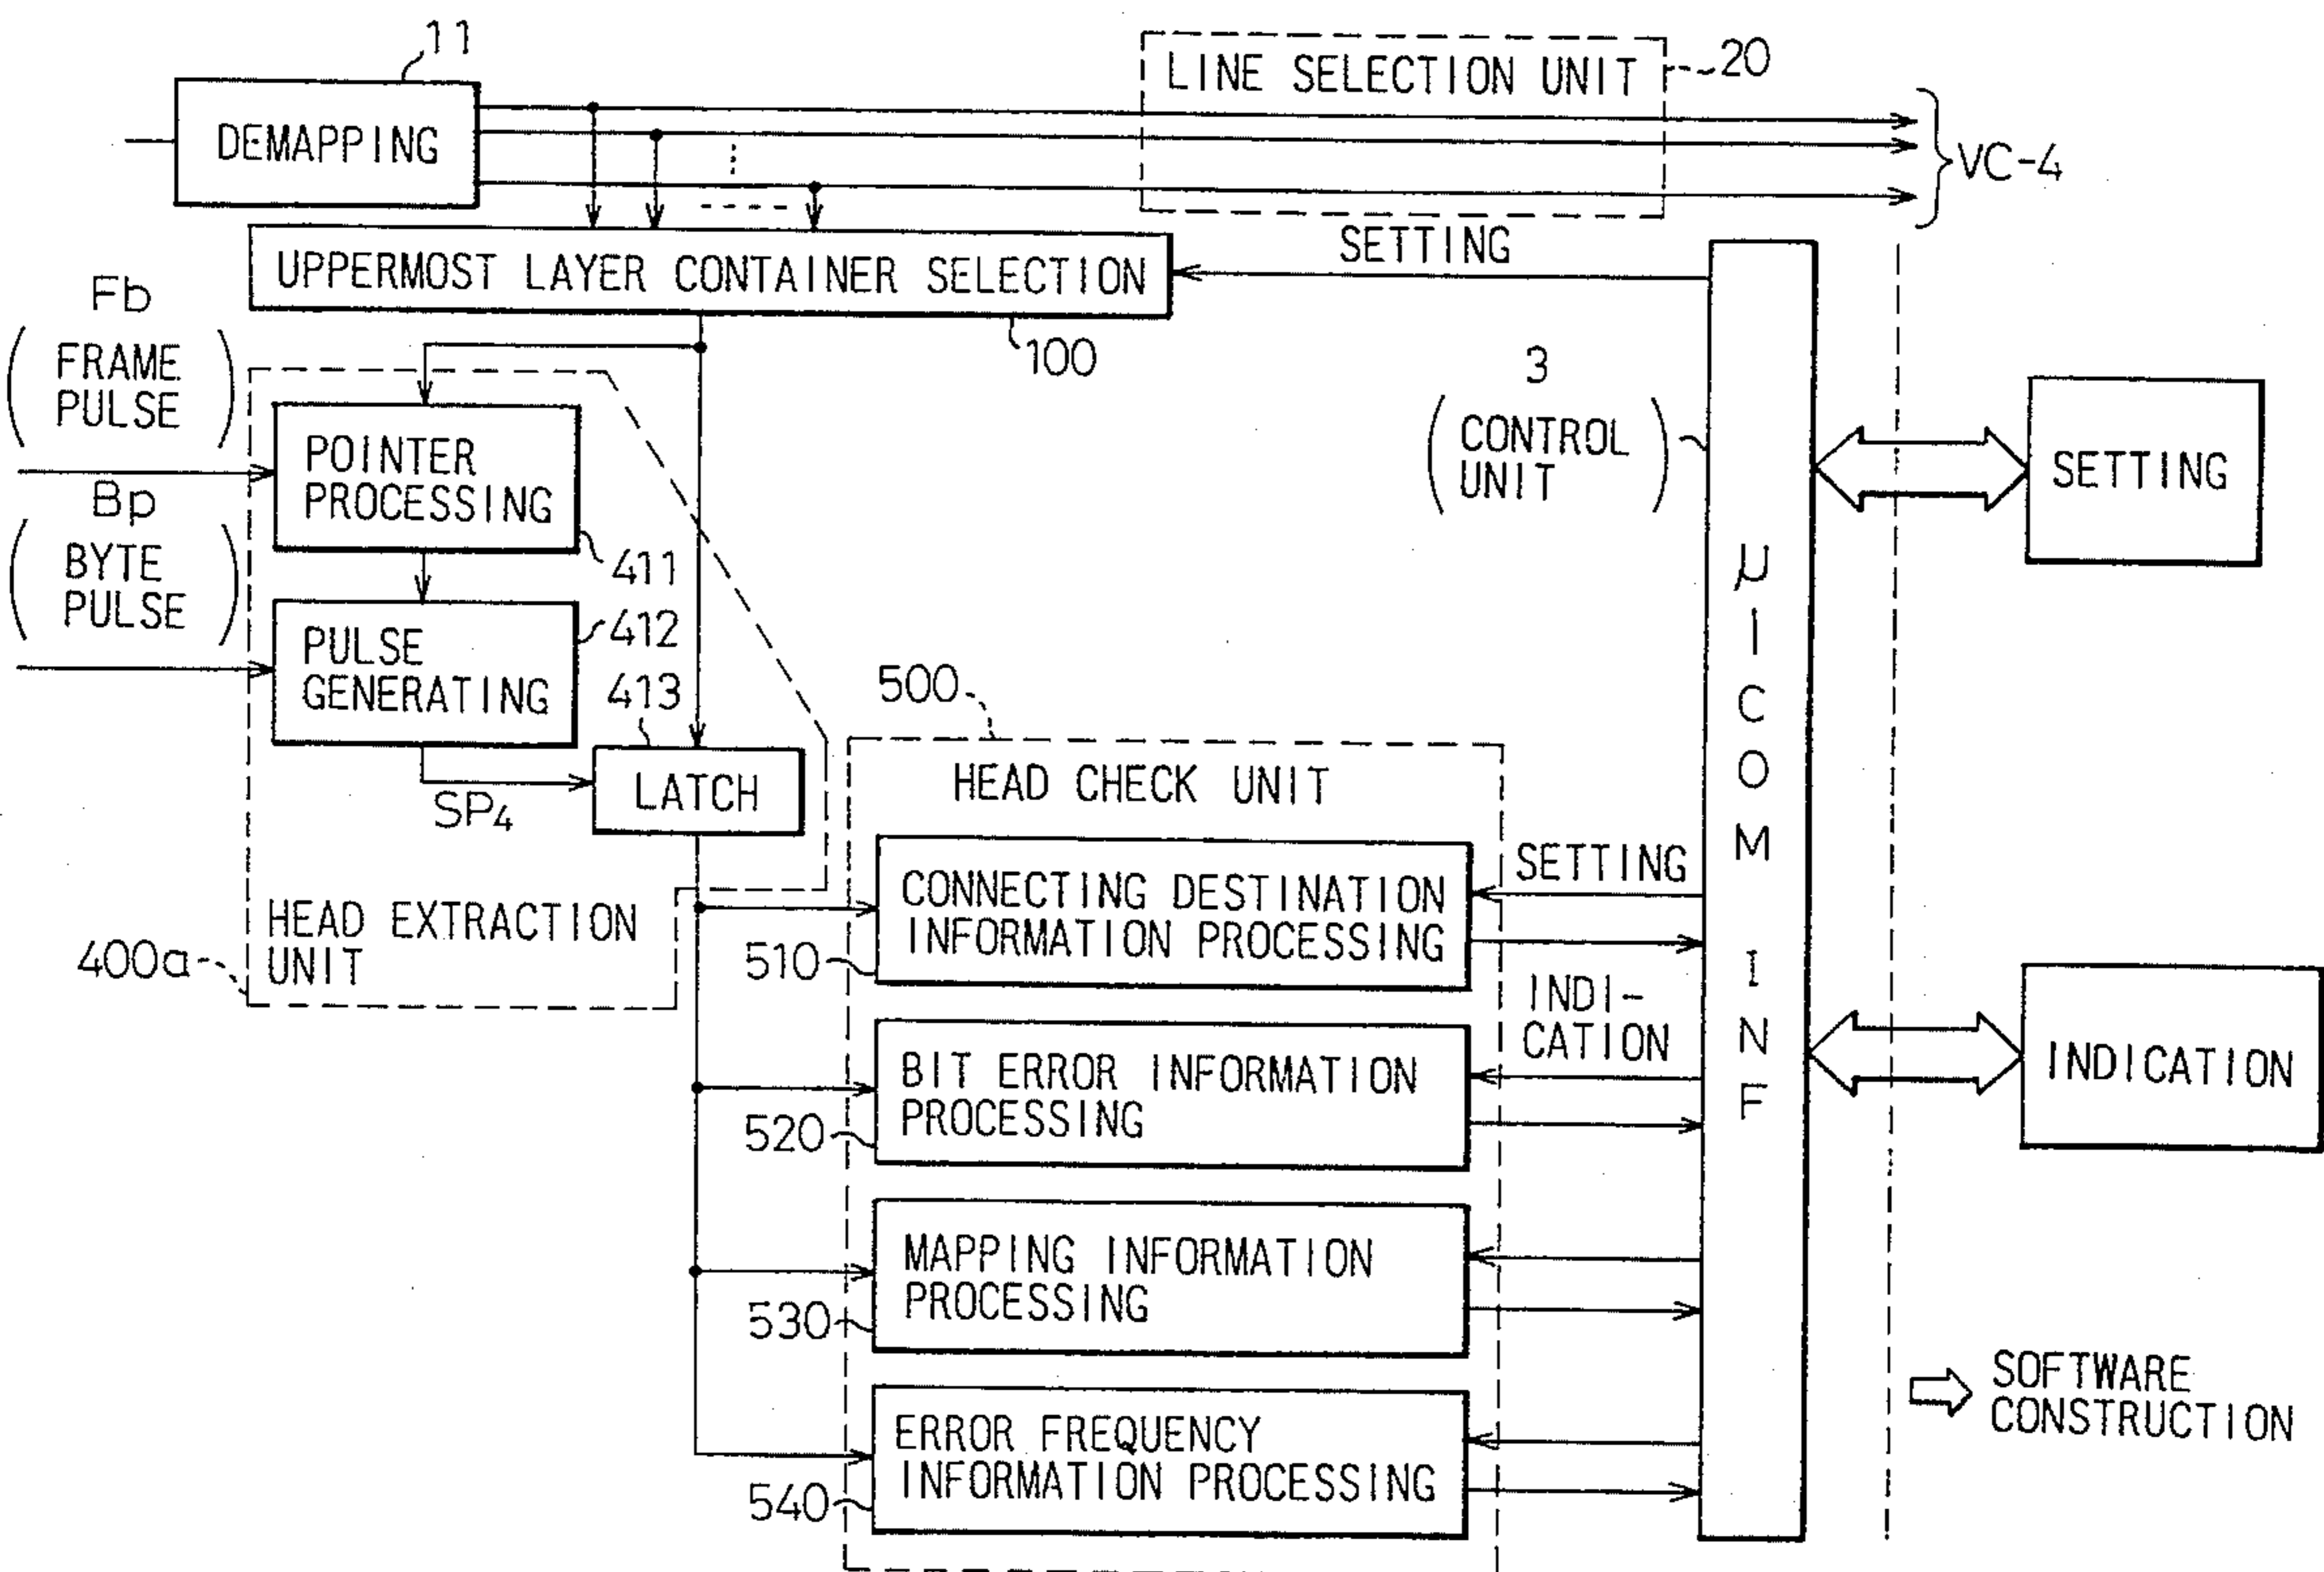 11
DEMAPPING
LINE SELECTION UNIT
20
VC-4
UPPERMOST LAYER CONTAINER SELECTION
100
SETTING
Fb
FRAME
PULSE
POINTER
PROCESSING
411
Bp
BYTE
PULSE
PULSE
GENERATING
412
413
SP4
LATCH
HEAD EXTRACTION
UNIT
400a
3
CONTROL
UNIT
μICOM INF
SETTING
INDICATION
500
HEAD CHECK UNIT
CONNECTING DESTINATION
INFORMATION PROCESSING
510
SETTING
INDI-
CATION
BIT ERROR INFORMATION
PROCESSING
520
MAPPING INFORMATION
PROCESSING
530
ERROR FREQUENCY
INFORMATION PROCESSING
540
SOFTWARE
CONSTRUCTION